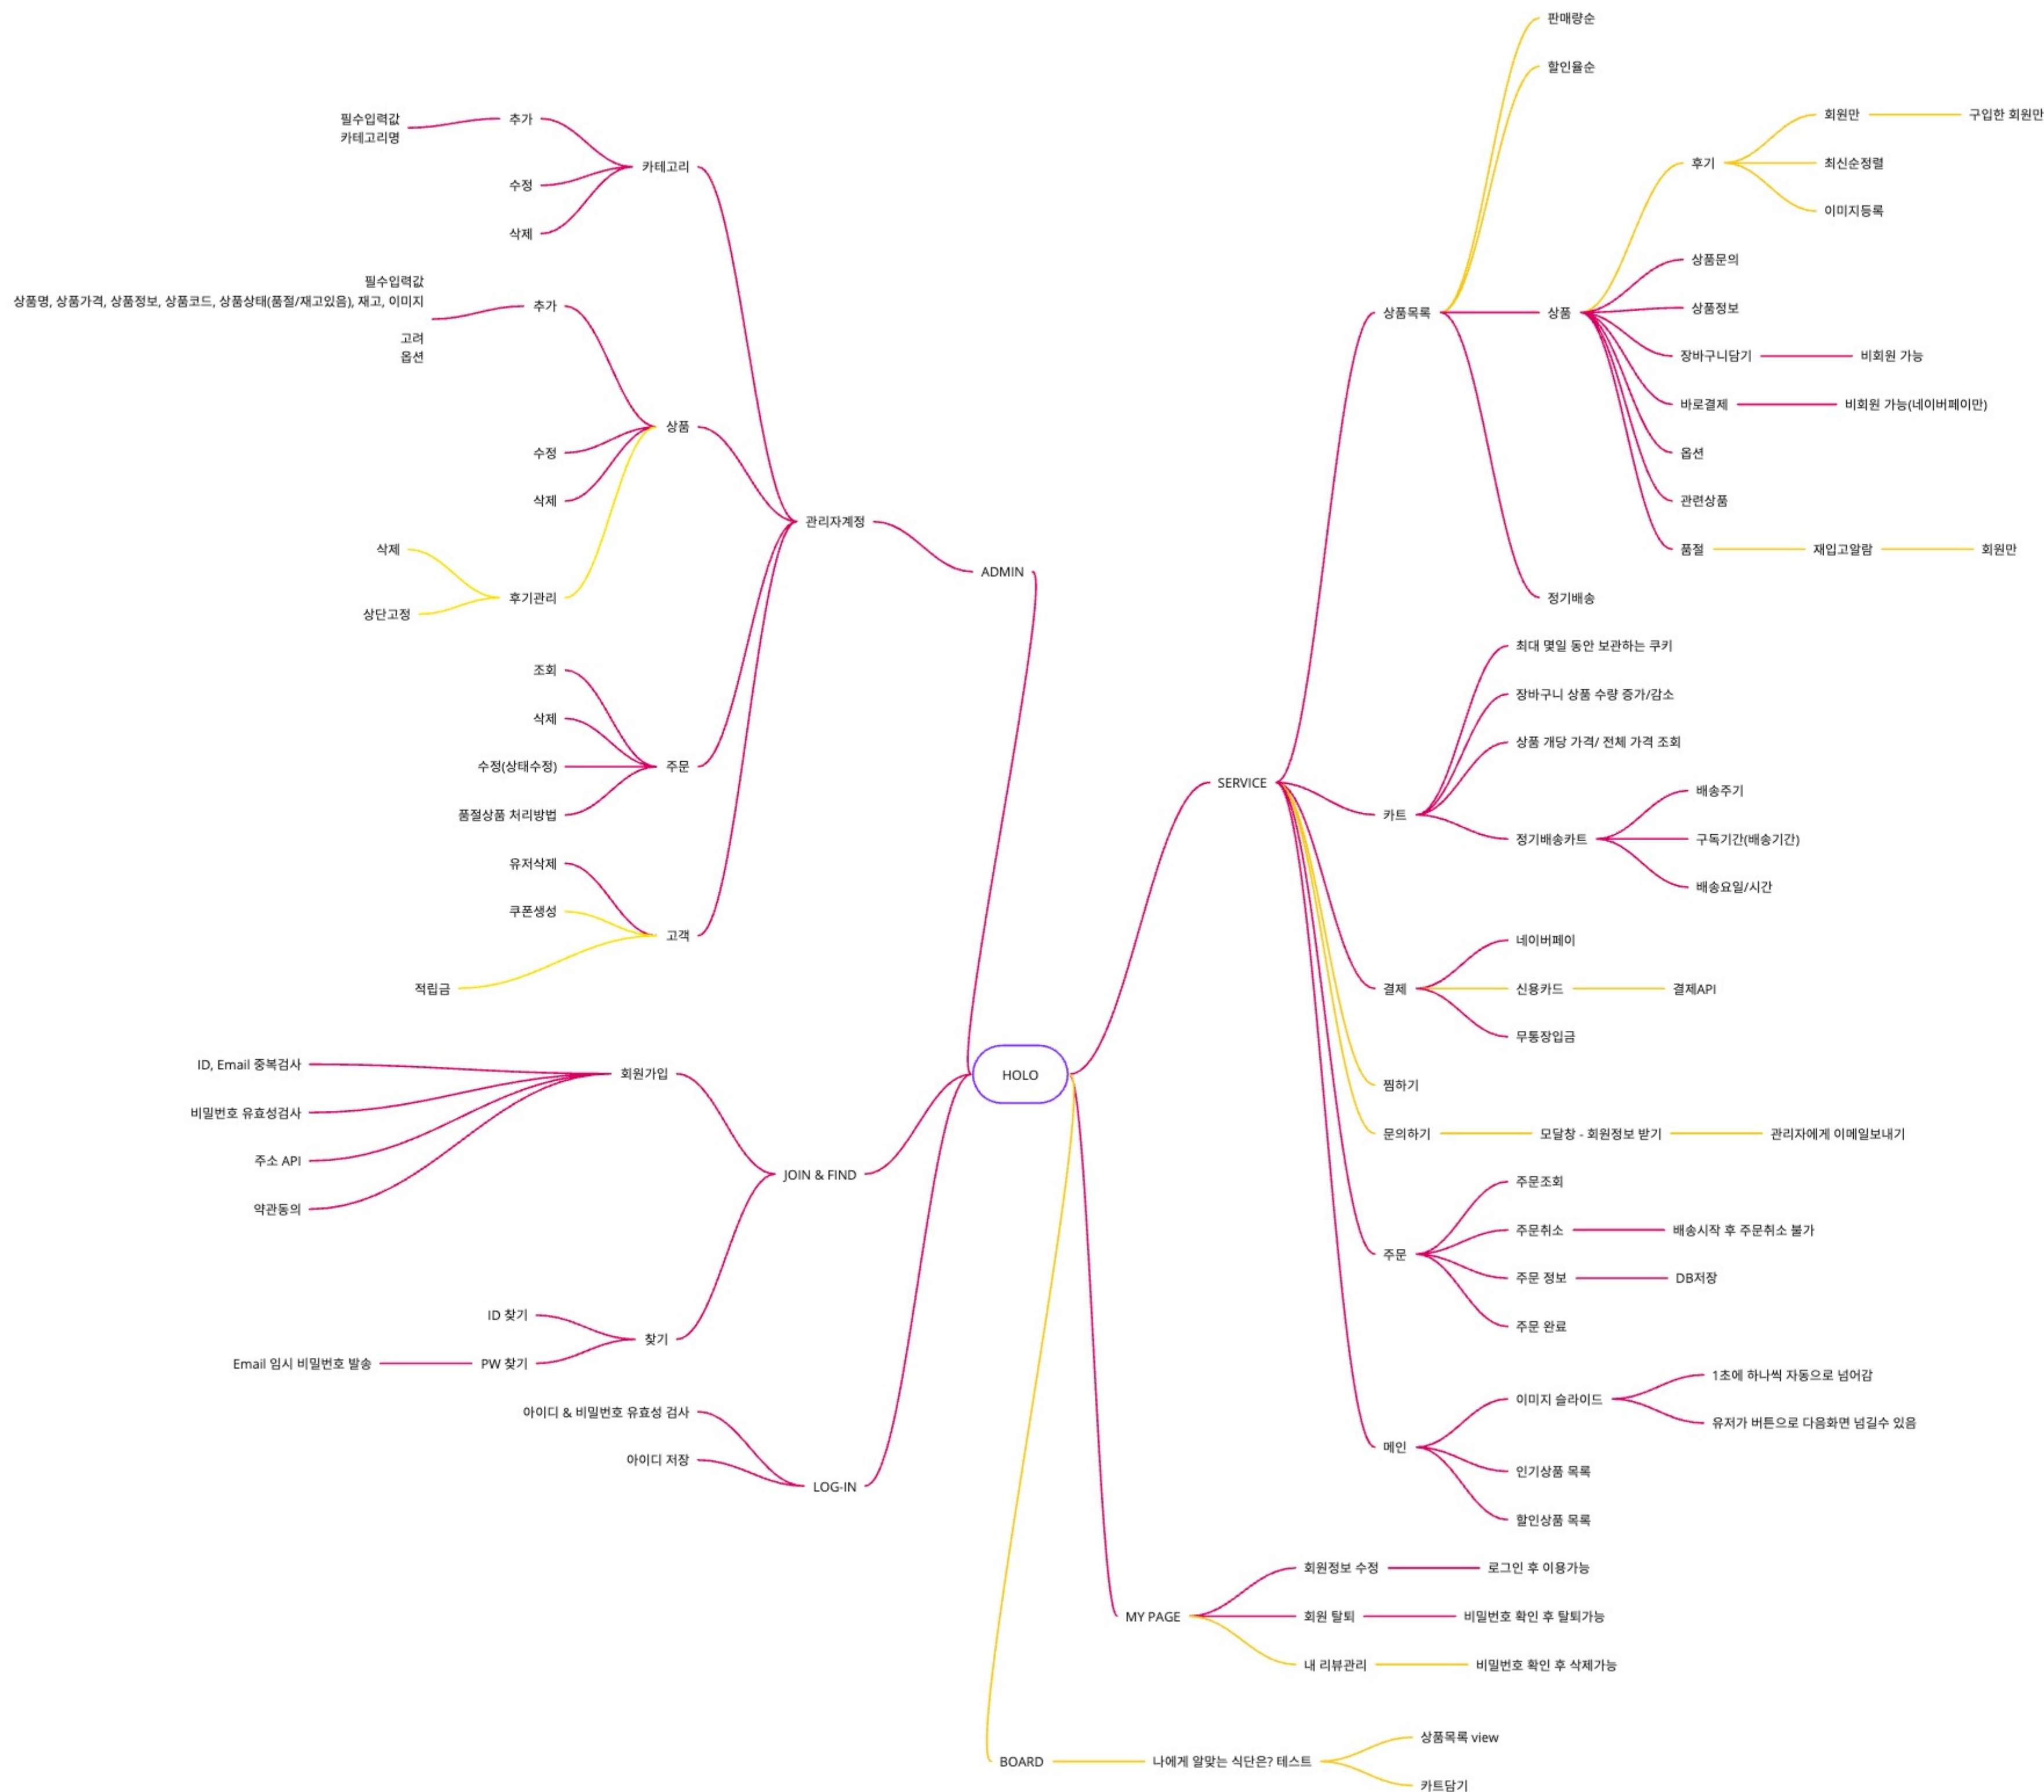 HOLO
ADMIN
관리자계정
카테고리
추가
필수입력값
카테고리명
수정
삭제
상품
추가
필수입력값
상품명, 상품가격, 상품정보, 상품코드, 상품상태(품절/재고있음), 재고, 이미지
고려
옵션
수정
삭제
후기관리
삭제
상단고정
주문
조회
삭제
수정(상태수정)
품절상품 처리방법
고객
유저삭제
쿠폰생성
적립금
JOIN & FIND
회원가입
ID, Email 중복검사
비밀번호 유효성검사
주소 API
약관동의
찾기
ID 찾기
PW 찾기
Email 임시 비밀번호 발송
LOG-IN
아이디 & 비밀번호 유효성 검사
아이디 저장
SERVICE
상품목록
판매량순
할인율순
상품
후기
회원만
구입한 회원만
최신순정렬
이미지등록
상품문의
상품정보
장바구니담기
비회원 가능
바로결제
비회원 가능(네이버페이만)
옵션
관련상품
품절
재입고알람
회원만
정기배송
카트
최대 몇일 동안 보관하는 쿠키
장바구니 상품 수량 증가/감소
상품 개당 가격/ 전체 가격 조회
정기배송카트
배송주기
구독기간(배송기간)
배송요일/시간
결제
네이버페이
신용카드
결제API
무통장입금
찜하기
문의하기
모달창 - 회원정보 받기
관리자에게 이메일보내기
주문
주문조회
주문취소
배송시작 후 주문취소 불가
주문 정보
DB저장
주문 완료
메인
이미지 슬라이드
1초에 하나씩 자동으로 넘어감
유저가 버튼으로 다음화면 넘길수 있음
인기상품 목록
할인상품 목록
MY PAGE
회원정보 수정
로그인 후 이용가능
회원 탈퇴
비밀번호 확인 후 탈퇴가능
내 리뷰관리
비밀번호 확인 후 삭제가능
BOARD
나에게 알맞는 식단은? 테스트
상품목록 view
카트담기